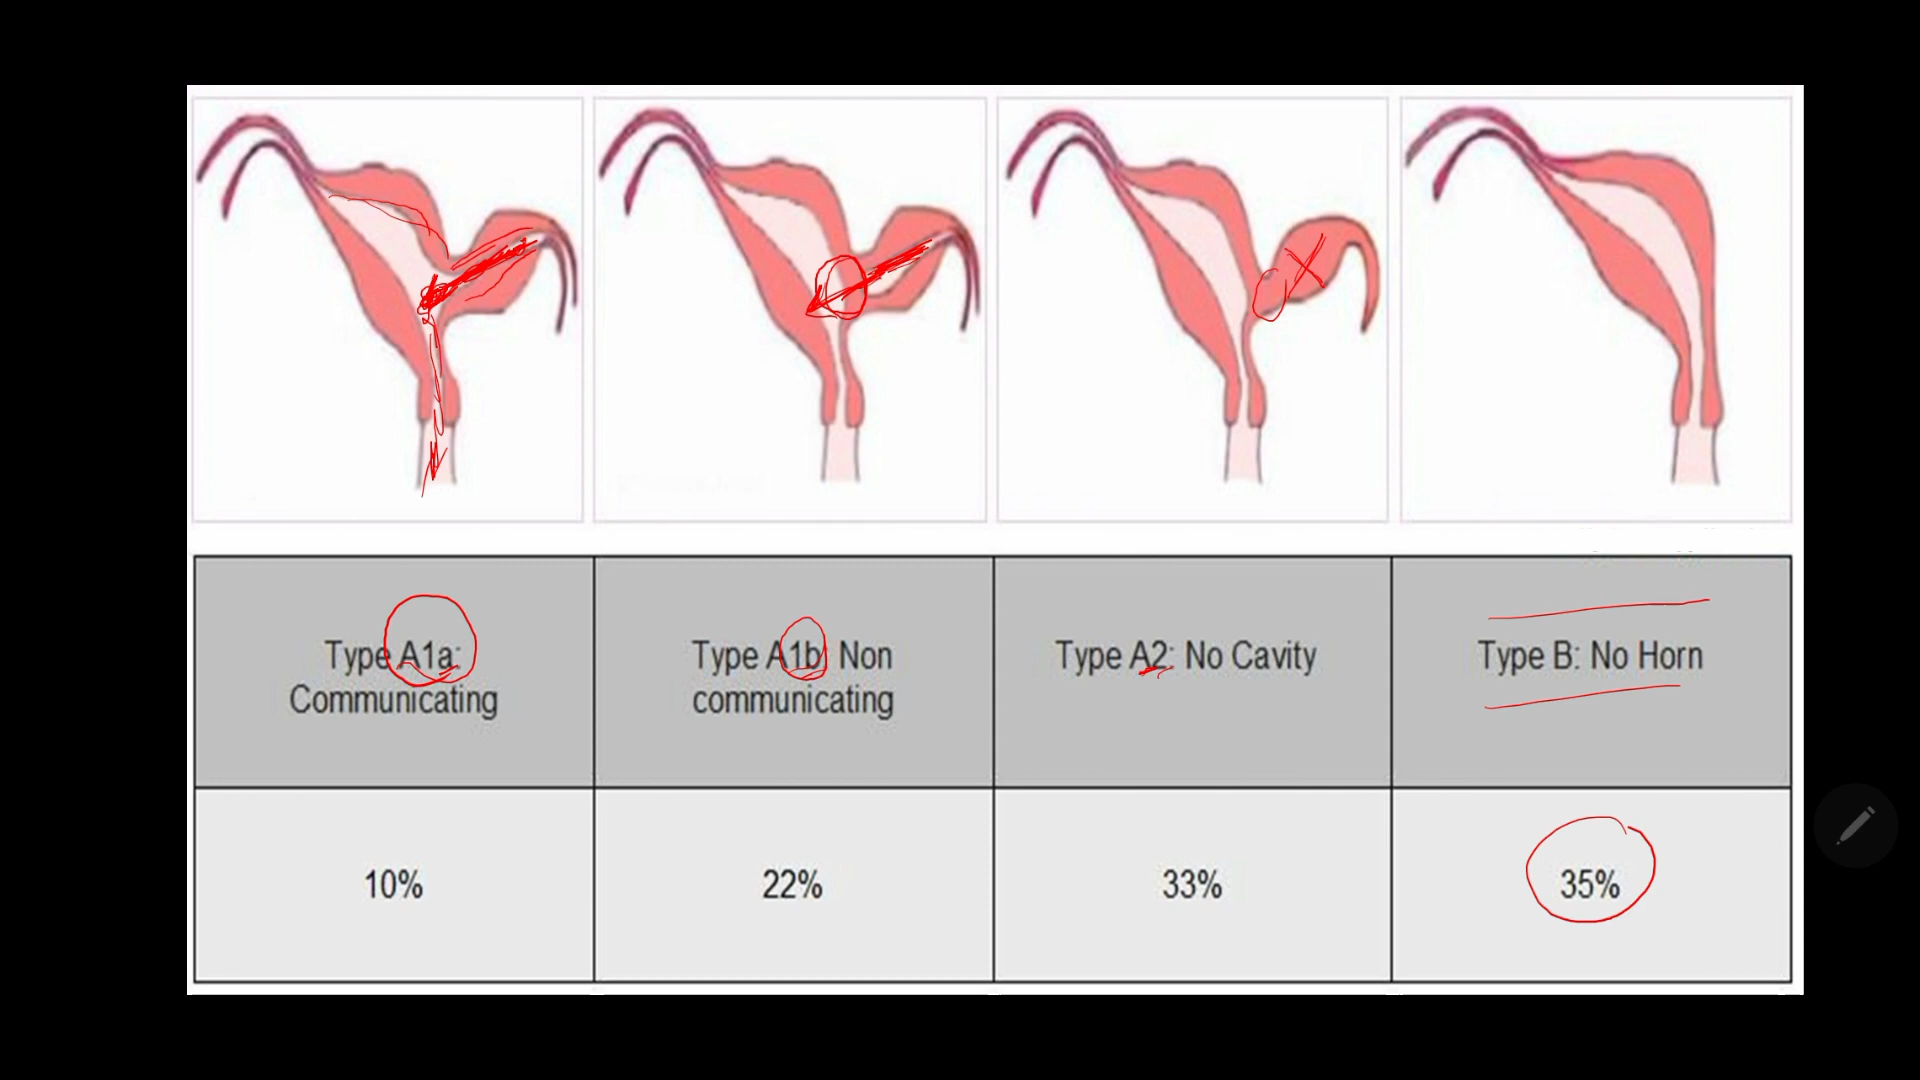 Type A1a:
Communicating
Type A1b: Non
communicating
Type A2: No Cavity
Type B: No Horn
10%
22%
33%
35%